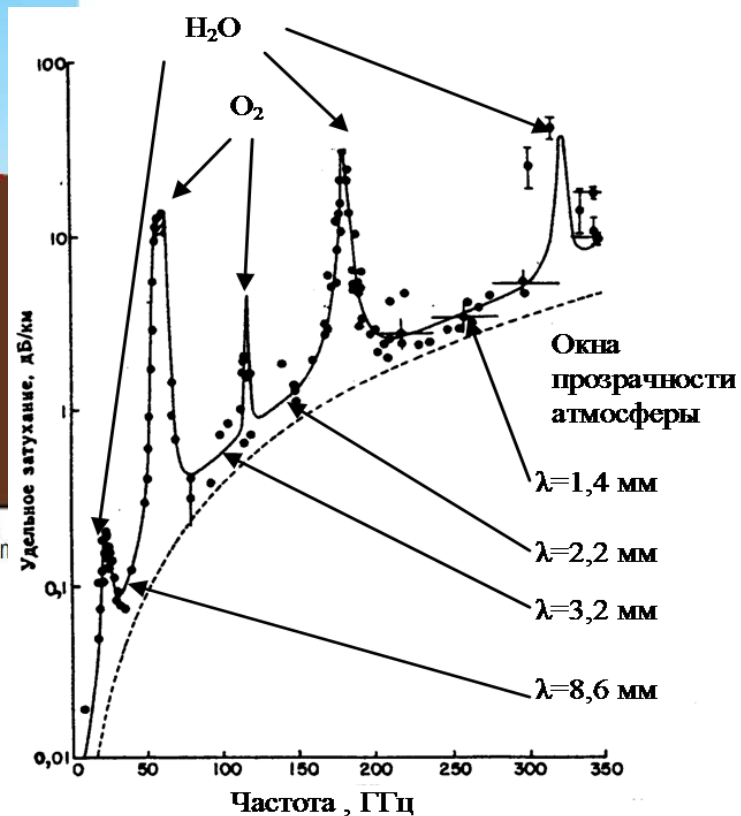 H₂O
O₂
100
10
1
0,1
0,01
Удельное затухание, дБ/км
Окна
прозрачности
атмосферы
λ=1,4 мм
λ=2,2 мм
λ=3,2 мм
λ=8,6 мм
0 50 100 150 200 250 300 350
Частота , ГГц